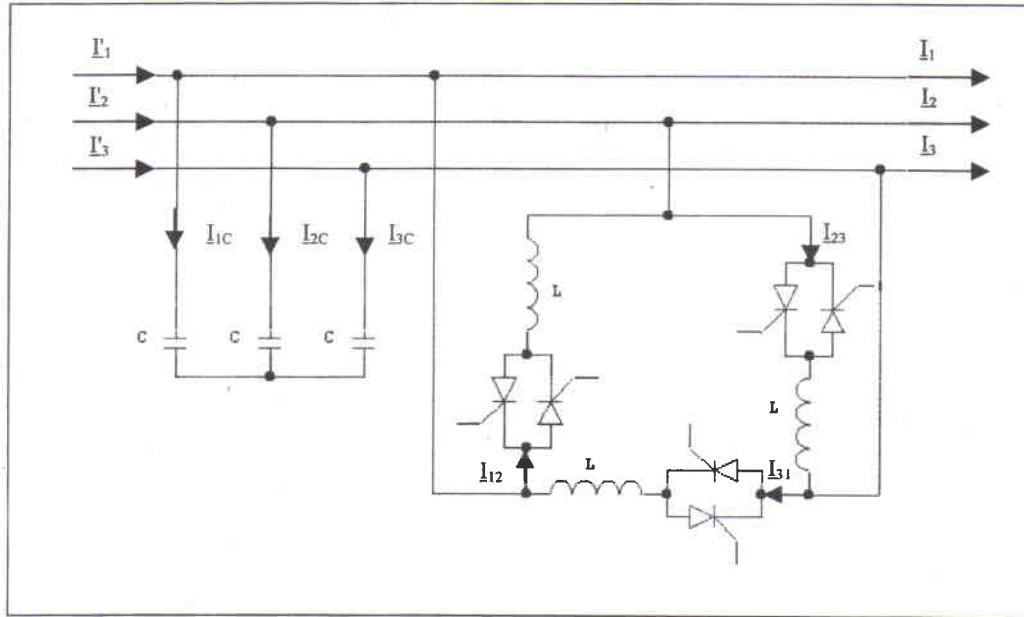 I'1 I1
I'2 I2
I'3 I3
I1C I2C I3C I23
L
C C C
L
I12 L I31